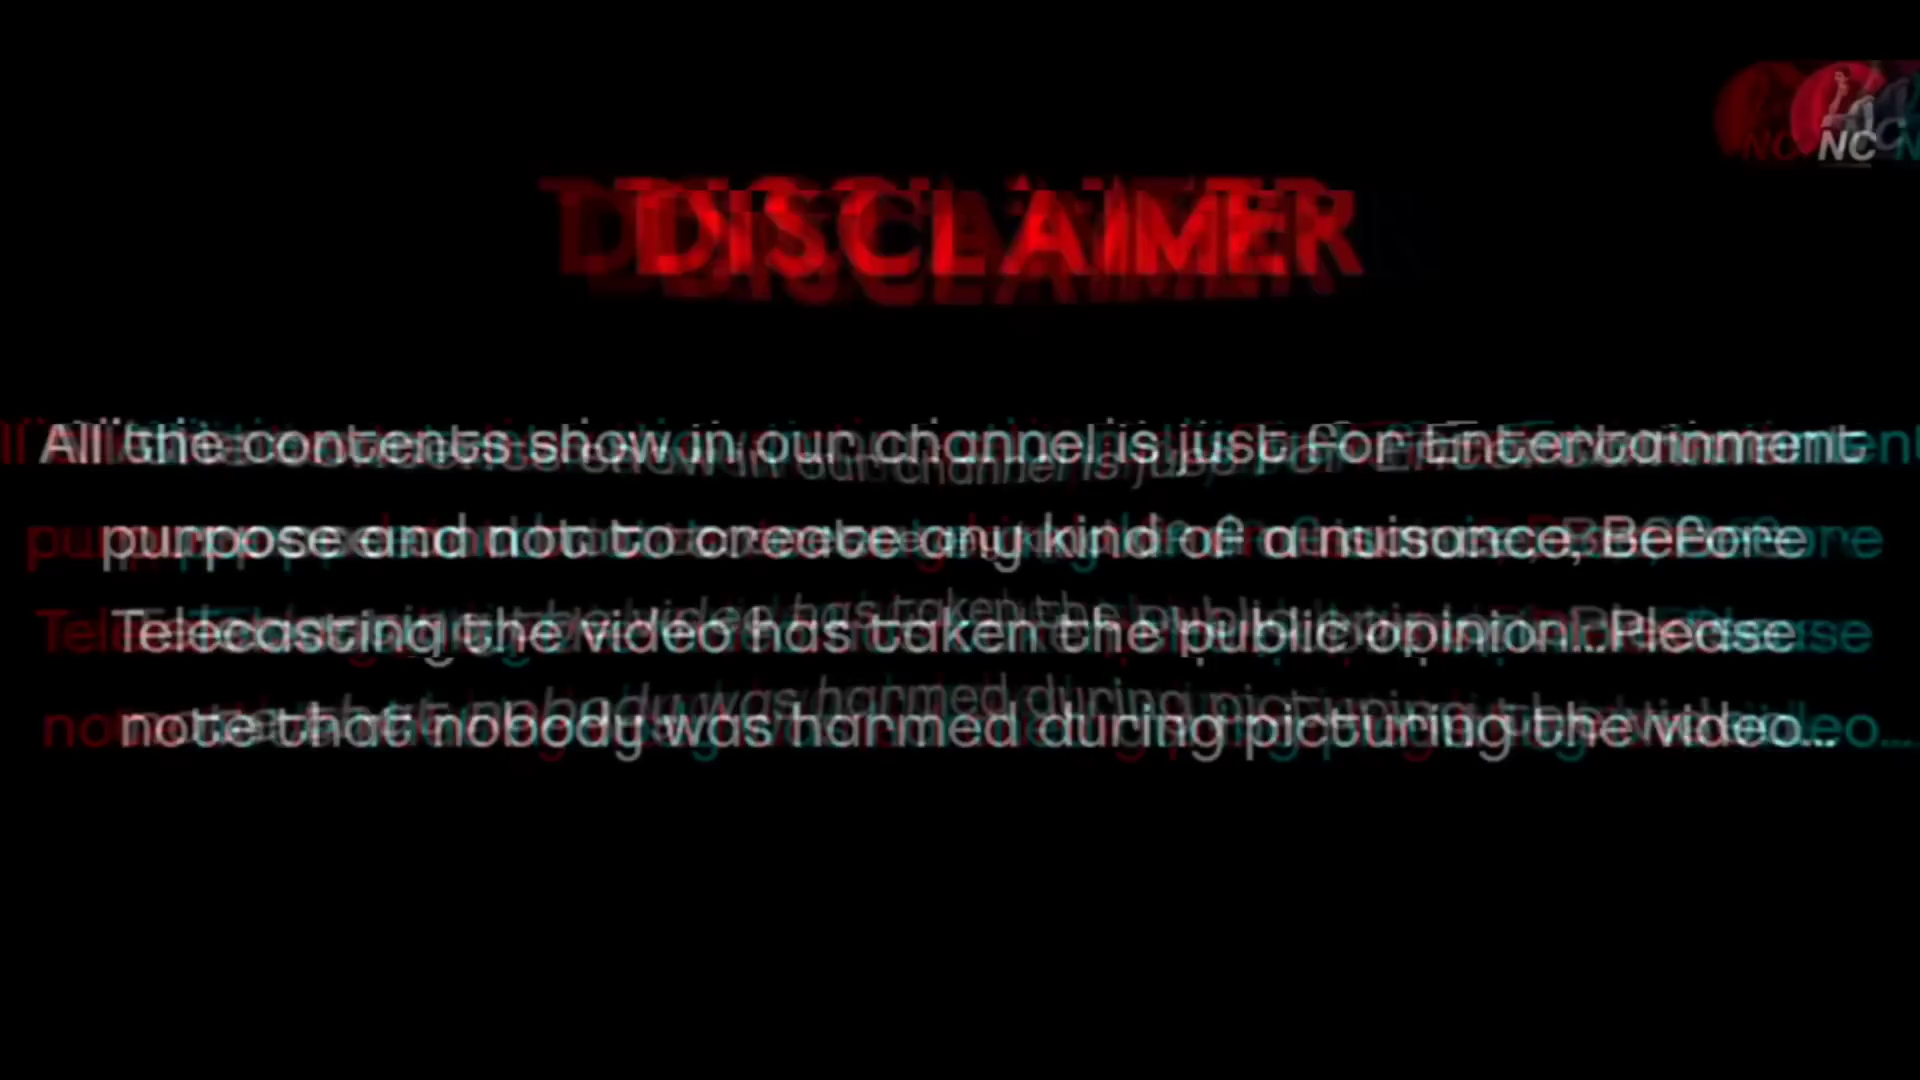 NC
DISCLAIMER
All the contents show in our channel is just for Entertainment
purpose and not to create any kind of a nuisance, Before
Telecasting the video has taken the public opinion...Please
note that nobody was harmed during picturing the video...